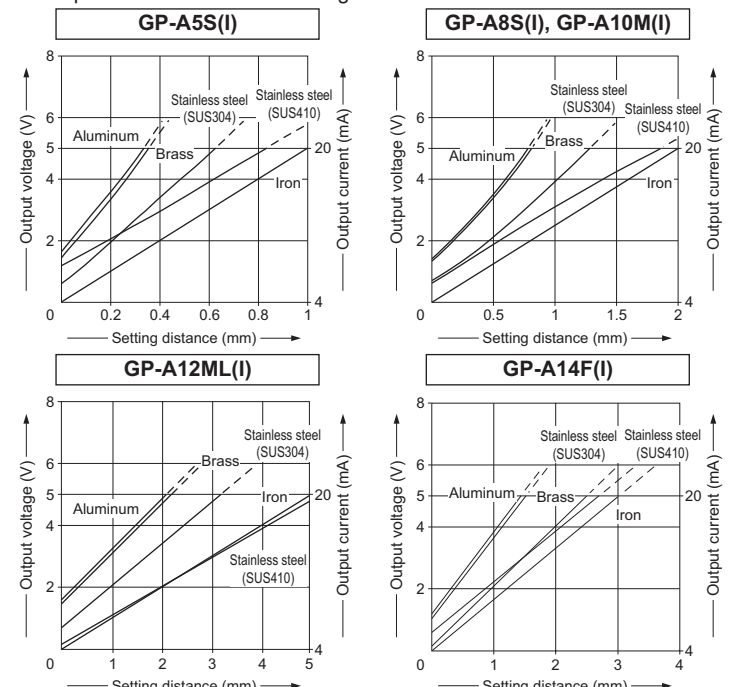 GP-A5S(I)
Output voltage (V)
8
6
5
4
2
0
Aluminum
Brass
Stainless steel
(SUS304)
Stainless steel
(SUS410)
Iron
20
4
Output current (mA)
0.2 0.4 0.6 0.8 1
Setting distance (mm)
GP-A8S(I), GP-A10M(I)
Output voltage (V)
8
6
5
4
2
0
Aluminum
Brass
Stainless steel
(SUS304)
Stainless steel
(SUS410)
Iron
20
4
Output current (mA)
0.5 1 1.5 2
Setting distance (mm)
GP-A12ML(I)
Output voltage (V)
8
6
5
4
2
0
Aluminum
Brass
Stainless steel
(SUS304)
Iron
Stainless steel
(SUS410)
20
4
Output current (mA)
1 2 3 4 5
Setting distance (mm)
GP-A14F(I)
Output voltage (V)
8
6
5
4
2
0
Aluminum
Brass
Stainless steel
(SUS304)
Stainless steel
(SUS410)
Iron
20
4
Output current (mA)
1 2 3 4
Setting distance (mm)